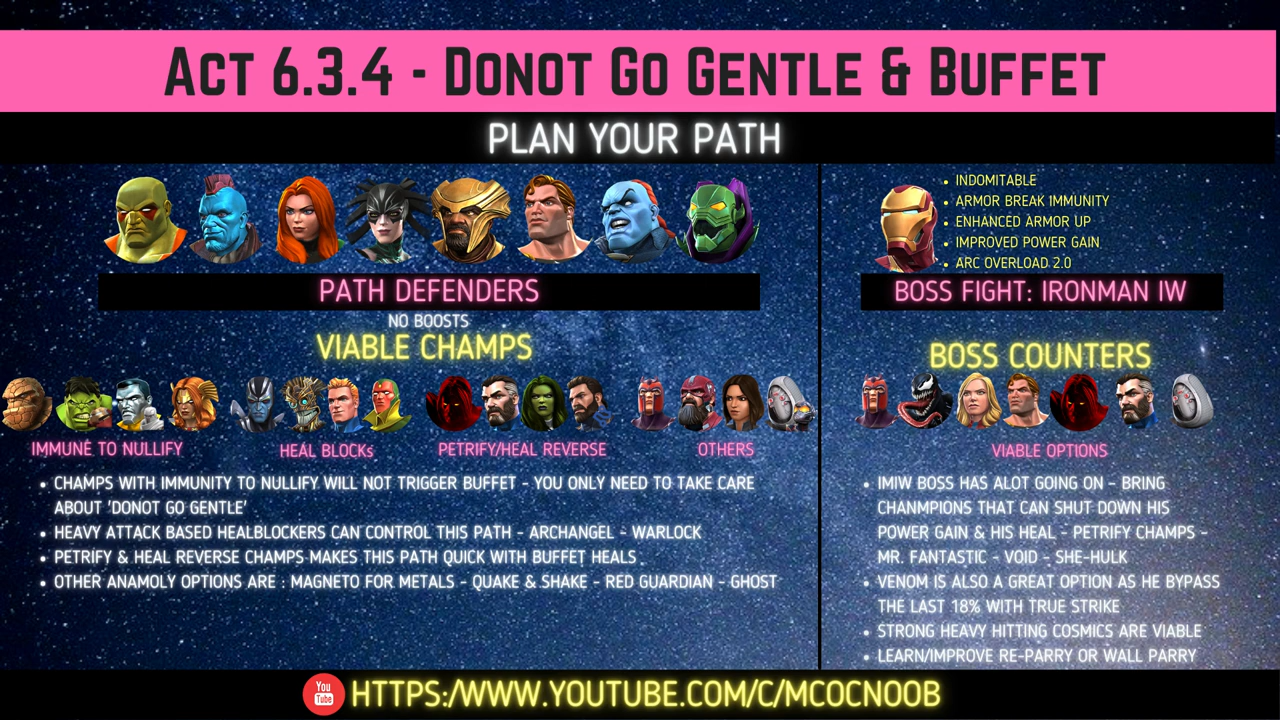 ACT 6.3.4 - DONOT GO GENTLE & BUFFET
PLAN YOUR PATH
PATH DEFENDERS
NO BOOSTS
VIABLE CHAMPS
IMMUNE TO NULLIFY
HEAL BLOCKs
PETRIFY/HEAL REVERSE
OTHERS
• CHAMPS WITH IMMUNITY TO NULLIFY WILL NOT TRIGGER BUFFET - YOU ONLY NEED TO TAKE CARE
ABOUT 'DONOT GO GENTLE'
• HEAVY ATTACK BASED HEALBLOCKERS CAN CONTROL THIS PATH - ARCHANGEL - WARLOCK
• PETRIFY & HEAL REVERSE CHAMPS MAKES THIS PATH QUICK WITH BUFFET HEALS
• OTHER ANAMOLY OPTIONS ARE : MAGNETO FOR METALS - QUAKE & SHAKE - RED GUARDIAN - GHOST
• INDOMITABLE
• ARMOR BREAK IMMUNITY
• ENHANCED ARMOR UP
• IMPROVED POWER GAIN
• ARC OVERLOAD 2.0
BOSS FIGHT: IRONMAN IW
BOSS COUNTERS
VIABLE OPTIONS
• IMIW BOSS HAS ALOT GOING ON - BRING
CHANMPIONS THAT CAN SHUT DOWN HIS
POWER GAIN & HIS HEAL - PETRIFY CHAMPS -
MR. FANTASTIC - VOID - SHE-HULK
• VENOM IS ALSO A GREAT OPTION AS HE BYPASS
THE LAST 18% WITH TRUE STRIKE
• STRONG HEAVY HITTING COSMICS ARE VIABLE
• LEARN/IMPROVE RE-PARRY OR WALL PARRY
You
Tube
HTTPS:/WWW.YOUTUBE.COM/C/MCOCNOOB